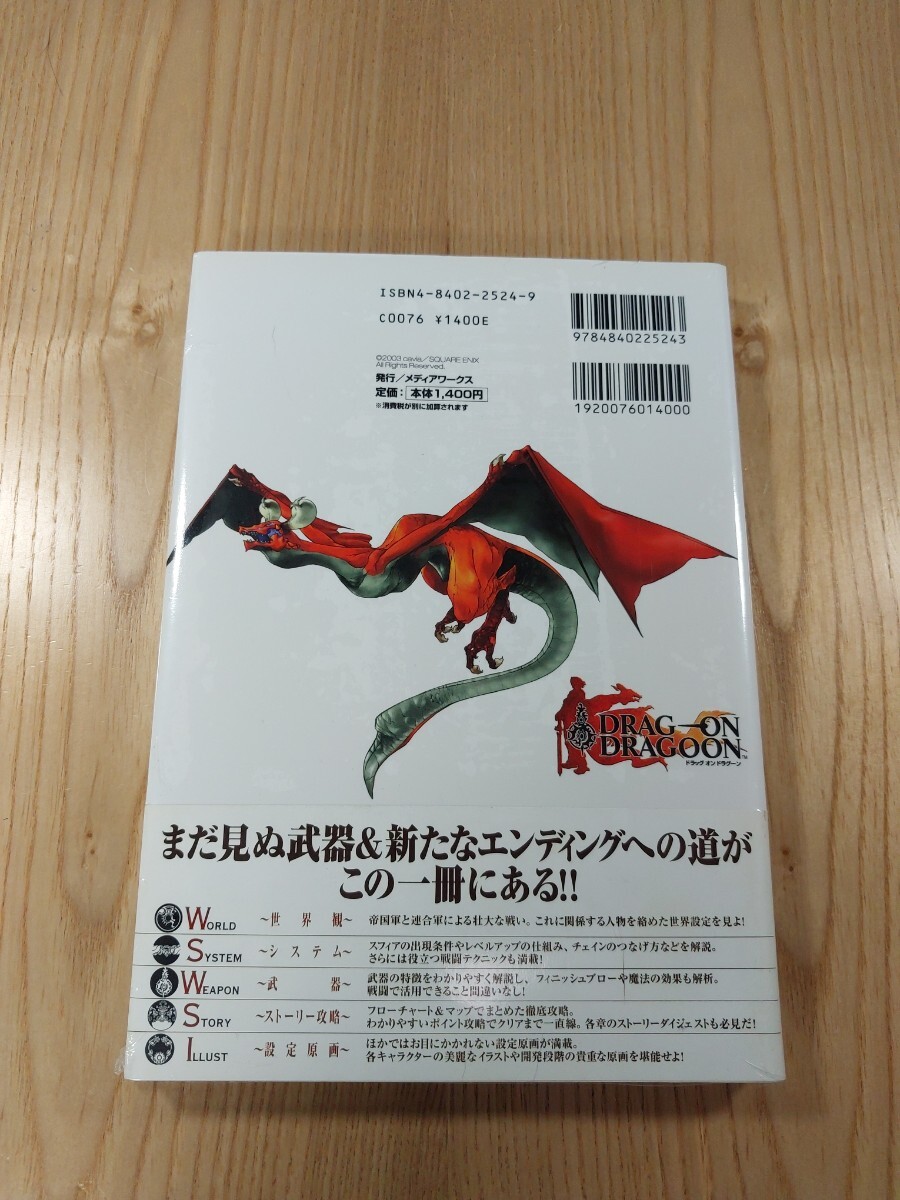 ISBN4-8402-2524-9
C0076 ¥1400E
9784840225243
©2003 cavia/SQUARE ENIX
All Rights Reserved.
発行/メディアワークス
定価: 本体1,400円
※消費税が別に加算されます
1920076014000
DRAG-ON
DRAGOON™
ドラッグ オン ドラグーン
まだ見ぬ武器&新たなエンディングへの道が
この一冊にある!!
WORLD ~世界観~ 帝国軍と連合軍による壮大な戦い。これに関係する人物を絡めた世界設定を見よ!
SYSTEM ~システム~ スフィアの出現条件やレベルアップの仕組み、チェインのつなげ方などを解説。
さらには役立つ戦闘テクニックも満載!
WEAPON ~武器~ 武器の特徴をわかりやすく解説し、フィニッシュブローや魔法の効果も解析。
戦闘で活用できること間違いなし!
STORY ~ストーリー攻略~ フローチャート&マップでまとめた徹底攻略。
わかりやすいポイント攻略でクリアまで一直線。各章のストーリーダイジェストも必見だ!
ILLUST ~設定原画~ ほかではお目にかかれない設定原画が満載。
各キャラクターの美麗なイラストや開発段階の貴重な原画を堪能せよ!